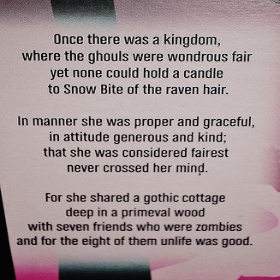 Once there was a kingdom,
where the ghouls were wondrous fair
yet none could hold a candle
to Snow Bite of the raven hair.
In manner she was proper and graceful,
in attitude generous and kind;
that she was considered fairest
never crossed her mind.
For she shared a gothic cottage
deep in a primeval wood
with seven friends who were zombies
and for the eight of them unlife was good.